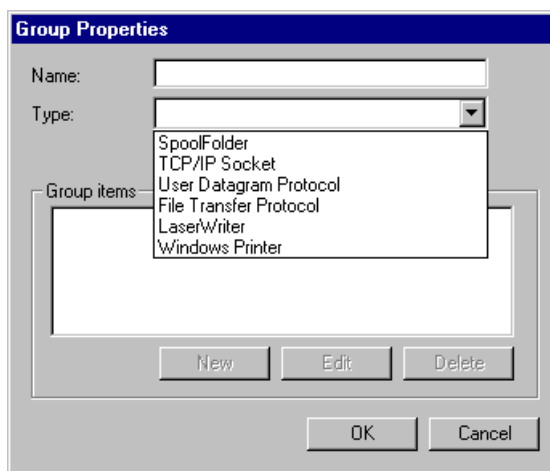 Group Properties
Name:
Type:
SpoolFolder
TCP/IP Socket
User Datagram Protocol
Group items
File Transfer Protocol
LaserWriter
Windows Printer
New Edit Delete
OK Cancel